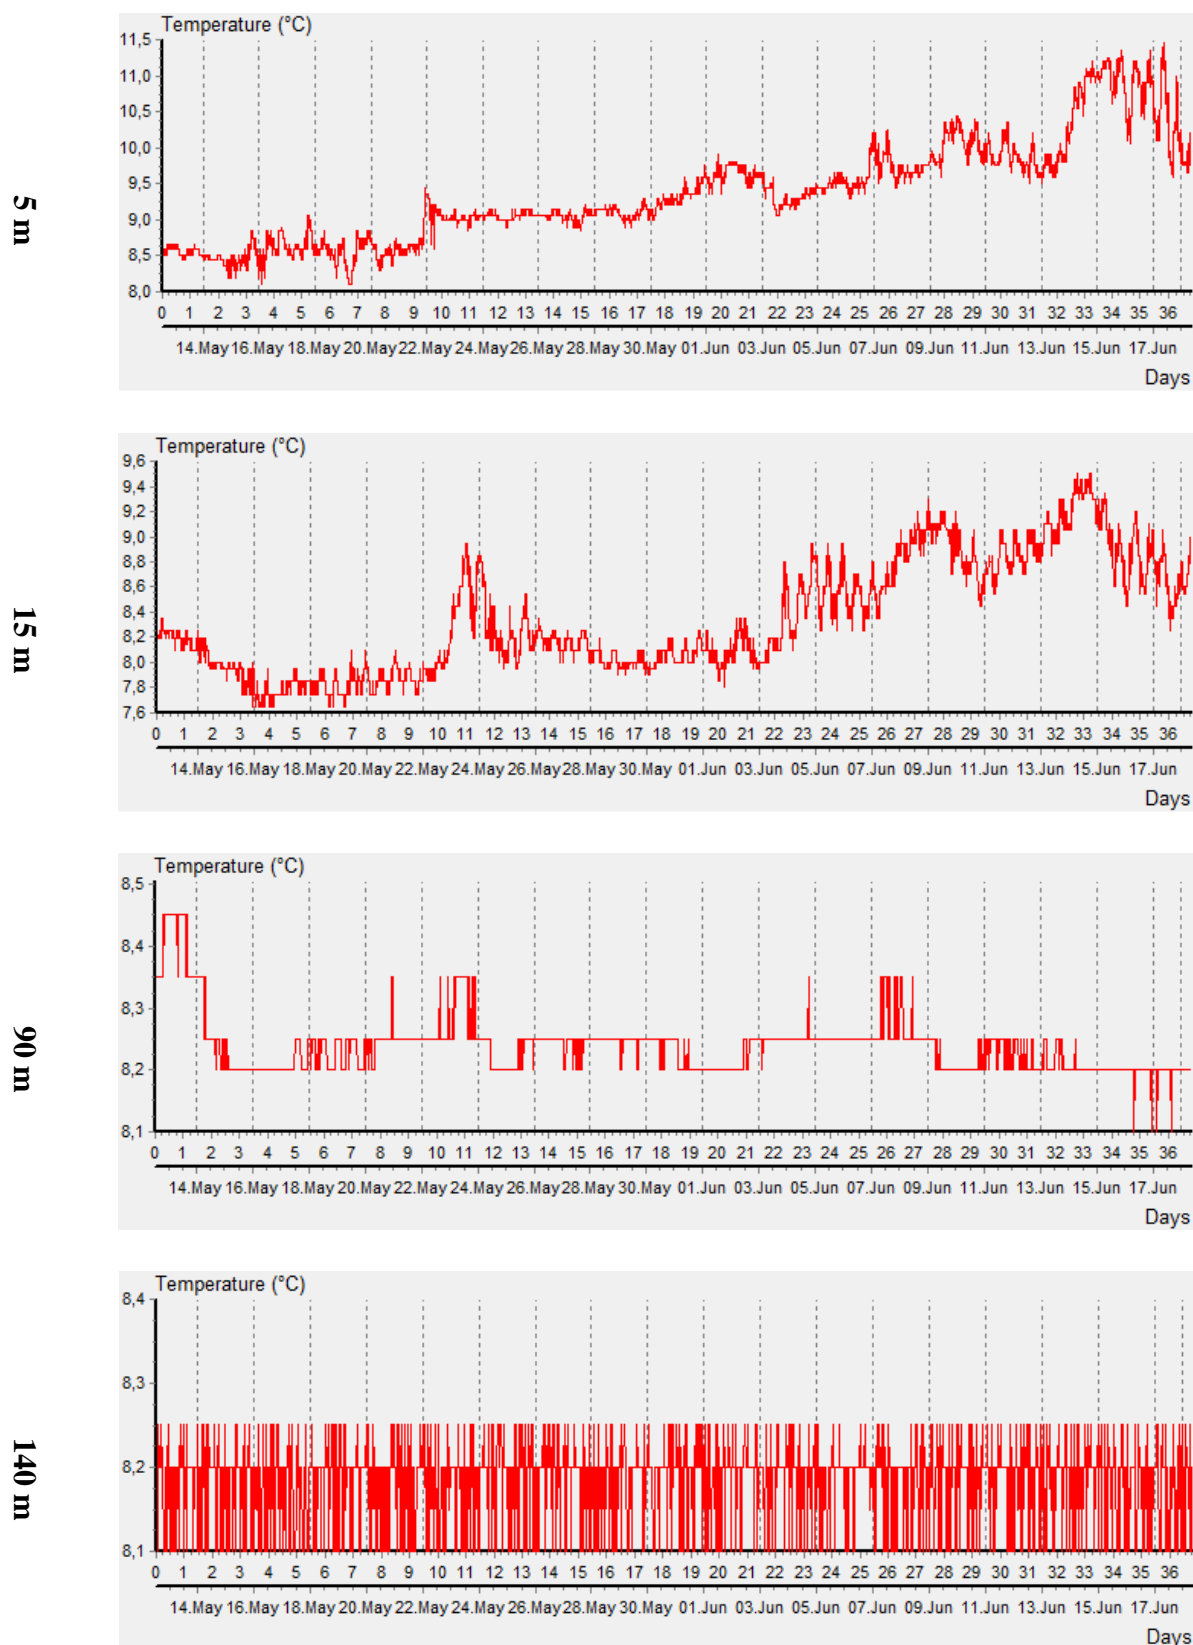 Temperature (°C)
11,5
11,0
10,5
10,0
9,5
9,0
8,5
8,0
5 m
0 1 2 3 4 5 6 7 8 9 10 11 12 13 14 15 16 17 18 19 20 21 22 23 24 25 26 27 28 29 30 31 32 33 34 35 36
14.May 16.May 18.May 20.May 22.May 24.May 26.May 28.May 30.May 01.Jun 03.Jun 05.Jun 07.Jun 09.Jun 11.Jun 13.Jun 15.Jun 17.Jun
Days
Temperature (°C)
9,6
9,4
9,2
9,0
8,8
8,6
8,4
8,2
8,0
7,8
7,6
15 m
0 1 2 3 4 5 6 7 8 9 10 11 12 13 14 15 16 17 18 19 20 21 22 23 24 25 26 27 28 29 30 31 32 33 34 35 36
14.May 16.May 18.May 20.May 22.May 24.May 26.May 28.May 30.May 01.Jun 03.Jun 05.Jun 07.Jun 09.Jun 11.Jun 13.Jun 15.Jun 17.Jun
Days
Temperature (°C)
8,5
8,4
8,3
8,2
8,1
90 m
0 1 2 3 4 5 6 7 8 9 10 11 12 13 14 15 16 17 18 19 20 21 22 23 24 25 26 27 28 29 30 31 32 33 34 35 36
14.May 16.May 18.May 20.May 22.May 24.May 26.May 28.May 30.May 01.Jun 03.Jun 05.Jun 07.Jun 09.Jun 11.Jun 13.Jun 15.Jun 17.Jun
Days
Temperature (°C)
8,4
8,3
8,2
8,1
140 m
0 1 2 3 4 5 6 7 8 9 10 11 12 13 14 15 16 17 18 19 20 21 22 23 24 25 26 27 28 29 30 31 32 33 34 35 36
14.May 16.May 18.May 20.May 22.May 24.May 26.May 28.May 30.May 01.Jun 03.Jun 05.Jun 07.Jun 09.Jun 11.Jun 13.Jun 15.Jun 17.Jun
Days